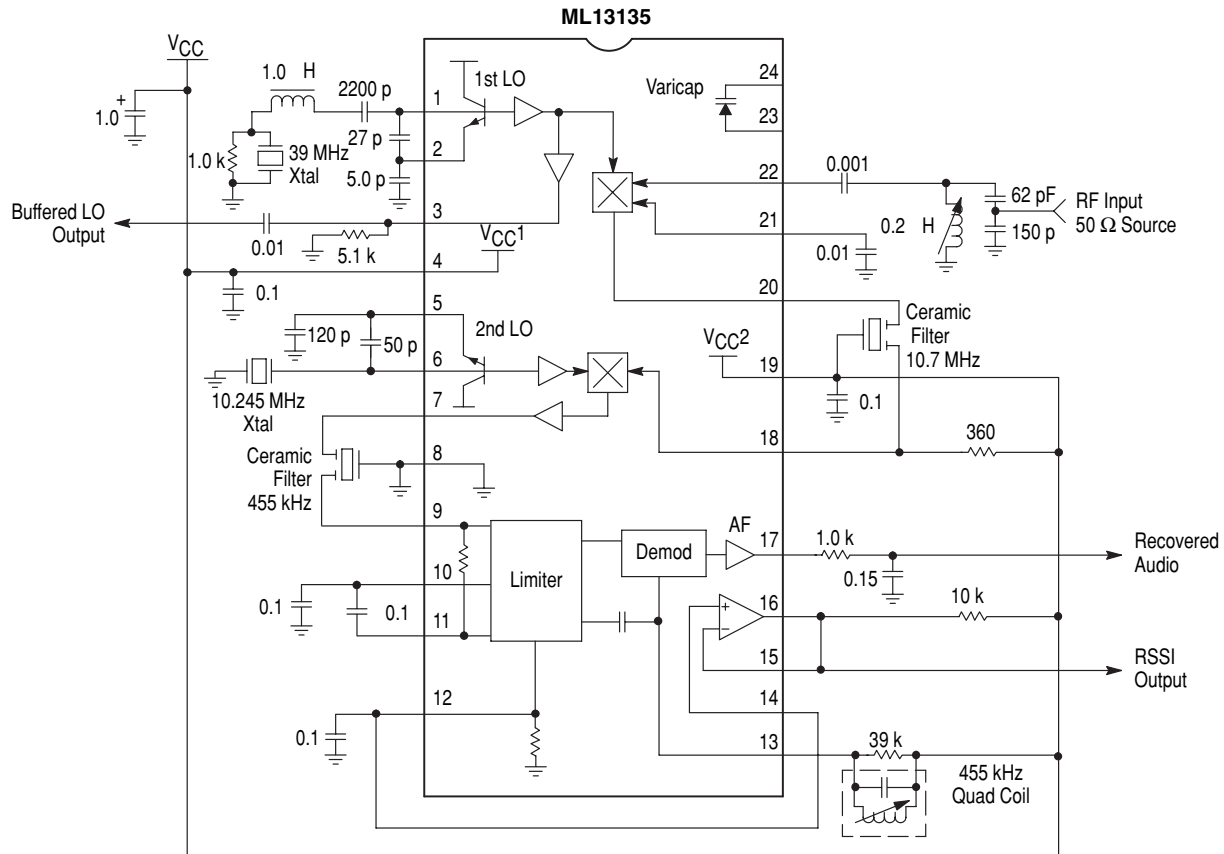 ML13135
VCC
1.0 +
1.0 H
2200 p
1
1st LO
24
Varicap
23
27 p
2
1.0 k
39 MHz
Xtal
5.0 p
22
0.001
62 pF
RF Input
50 Ω Source
150 p
0.2 H
21
0.01
Buffered LO
Output
0.01
3
5.1 k
VCC1
4
0.1
20
Ceramic
Filter
10.7 MHz
5
120 p
50 p
2nd LO
VCC2
19
0.1
6
10.245 MHz
Xtal
7
18
360
Ceramic
Filter
455 kHz
8
9
AF
17
1.0 k
Recovered
Audio
Limiter
Demod
0.15
10
0.1
0.1
11
16
+
–
10 k
15
RSSI
Output
14
12
0.1
13
39 k
455 kHz
Quad Coil